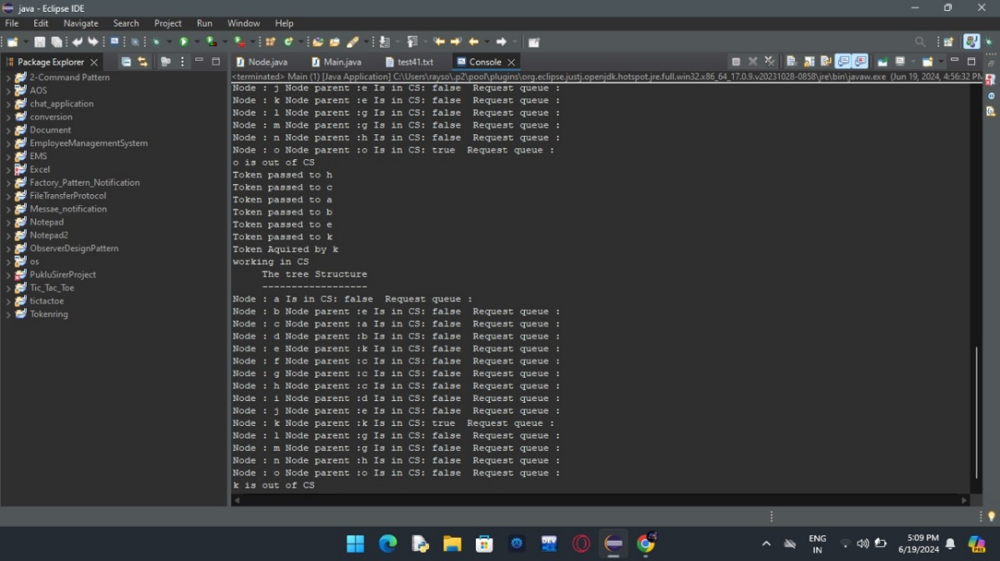 java - Eclipse IDE
File Edit Navigate Search Project Run Window Help
Package Explorer
Node.java Main.java test41.txt Console
<terminated> Main (1) [Java Application] C:\Users\rayso\.p2\pool\plugins\org.eclipse.justj.openjdk.hotspot.jre.full.win32.x86_64_17.0.9.v20231028-0858\jre\bin\javaw.exe (Jun 19, 2024, 4:56:32 PM
2-Command Pattern
AOS
chat_application
conversion
Document
EmployeeManagementSystem
EMS
Excel
Factory_Pattern_Notification
FileTransferProtocol
Messae_notification
Notepad
Notepad2
ObserverDesignPattern
os
PukluSirerProject
Tic_Tac_Toe
tictactoe
Tokenring
Node : j Node parent :e Is in CS: false Request queue :
Node : k Node parent :e Is in CS: false Request queue :
Node : l Node parent :g Is in CS: false Request queue :
Node : m Node parent :g Is in CS: false Request queue :
Node : n Node parent :h Is in CS: false Request queue :
Node : o Node parent :o Is in CS: true Request queue :
o is out of CS
Token passed to h
Token passed to c
Token passed to a
Token passed to b
Token passed to e
Token passed to k
Token Aquired by k
working in CS
The tree Structure
------------------
Node : a Is in CS: false Request queue :
Node : b Node parent :e Is in CS: false Request queue :
Node : c Node parent :a Is in CS: false Request queue :
Node : d Node parent :b Is in CS: false Request queue :
Node : e Node parent :k Is in CS: false Request queue :
Node : f Node parent :c Is in CS: false Request queue :
Node : g Node parent :c Is in CS: false Request queue :
Node : h Node parent :c Is in CS: false Request queue :
Node : i Node parent :d Is in CS: false Request queue :
Node : j Node parent :e Is in CS: false Request queue :
Node : k Node parent :k Is in CS: true Request queue :
Node : l Node parent :g Is in CS: false Request queue :
Node : m Node parent :g Is in CS: false Request queue :
Node : n Node parent :h Is in CS: false Request queue :
Node : o Node parent :o Is in CS: false Request queue :
k is out of CS
DEV
ENG
IN
5:09 PM
6/19/2024
PRE